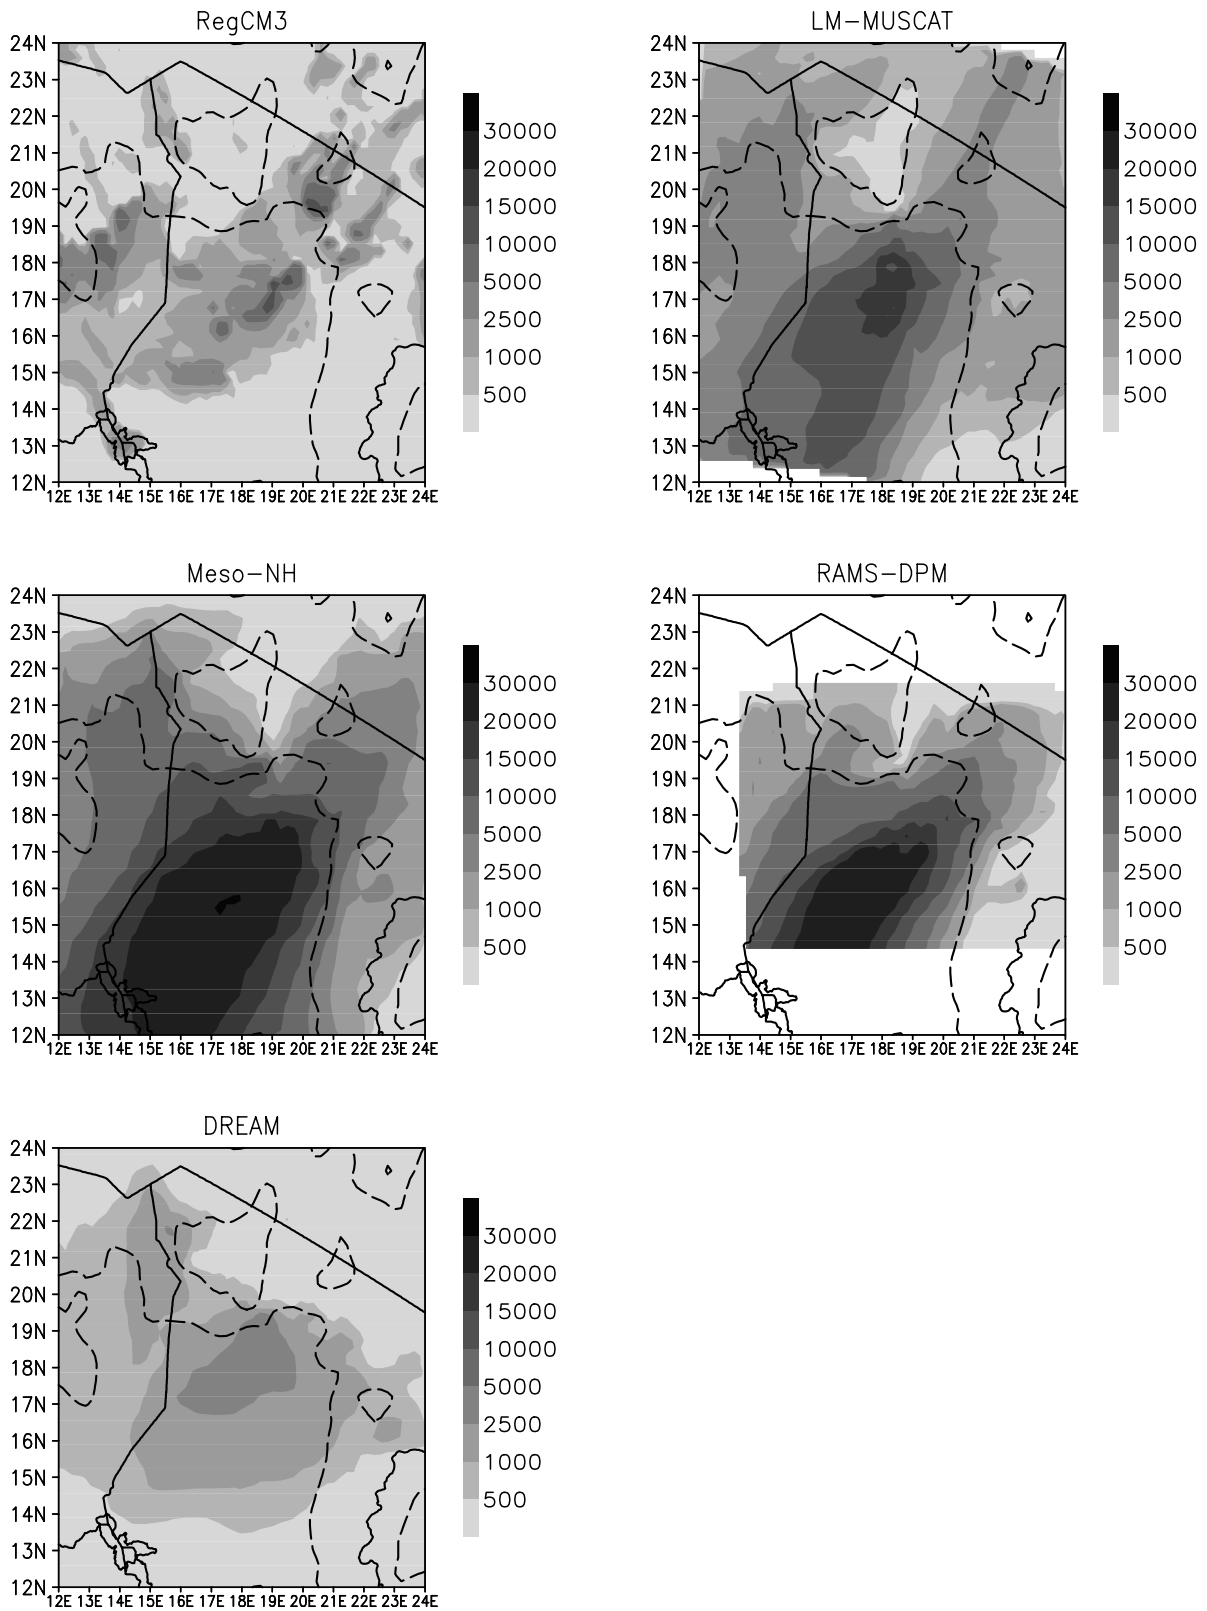 RegCM3
24N
23N
22N
21N
20N
19N
18N
17N
16N
15N
14N
13N
12N
12E 13E 14E 15E 16E 17E 18E 19E 20E 21E 22E 23E 24E
30000
20000
15000
10000
5000
2500
1000
500
LM-MUSCAT
24N
23N
22N
21N
20N
19N
18N
17N
16N
15N
14N
13N
12N
12E 13E 14E 15E 16E 17E 18E 19E 20E 21E 22E 23E 24E
30000
20000
15000
10000
5000
2500
1000
500
Meso-NH
24N
23N
22N
21N
20N
19N
18N
17N
16N
15N
14N
13N
12N
12E 13E 14E 15E 16E 17E 18E 19E 20E 21E 22E 23E 24E
30000
20000
15000
10000
5000
2500
1000
500
RAMS-DPM
24N
23N
22N
21N
20N
19N
18N
17N
16N
15N
14N
13N
12N
12E 13E 14E 15E 16E 17E 18E 19E 20E 21E 22E 23E 24E
30000
20000
15000
10000
5000
2500
1000
500
DREAM
24N
23N
22N
21N
20N
19N
18N
17N
16N
15N
14N
13N
12N
12E 13E 14E 15E 16E 17E 18E 19E 20E 21E 22E 23E 24E
30000
20000
15000
10000
5000
2500
1000
500